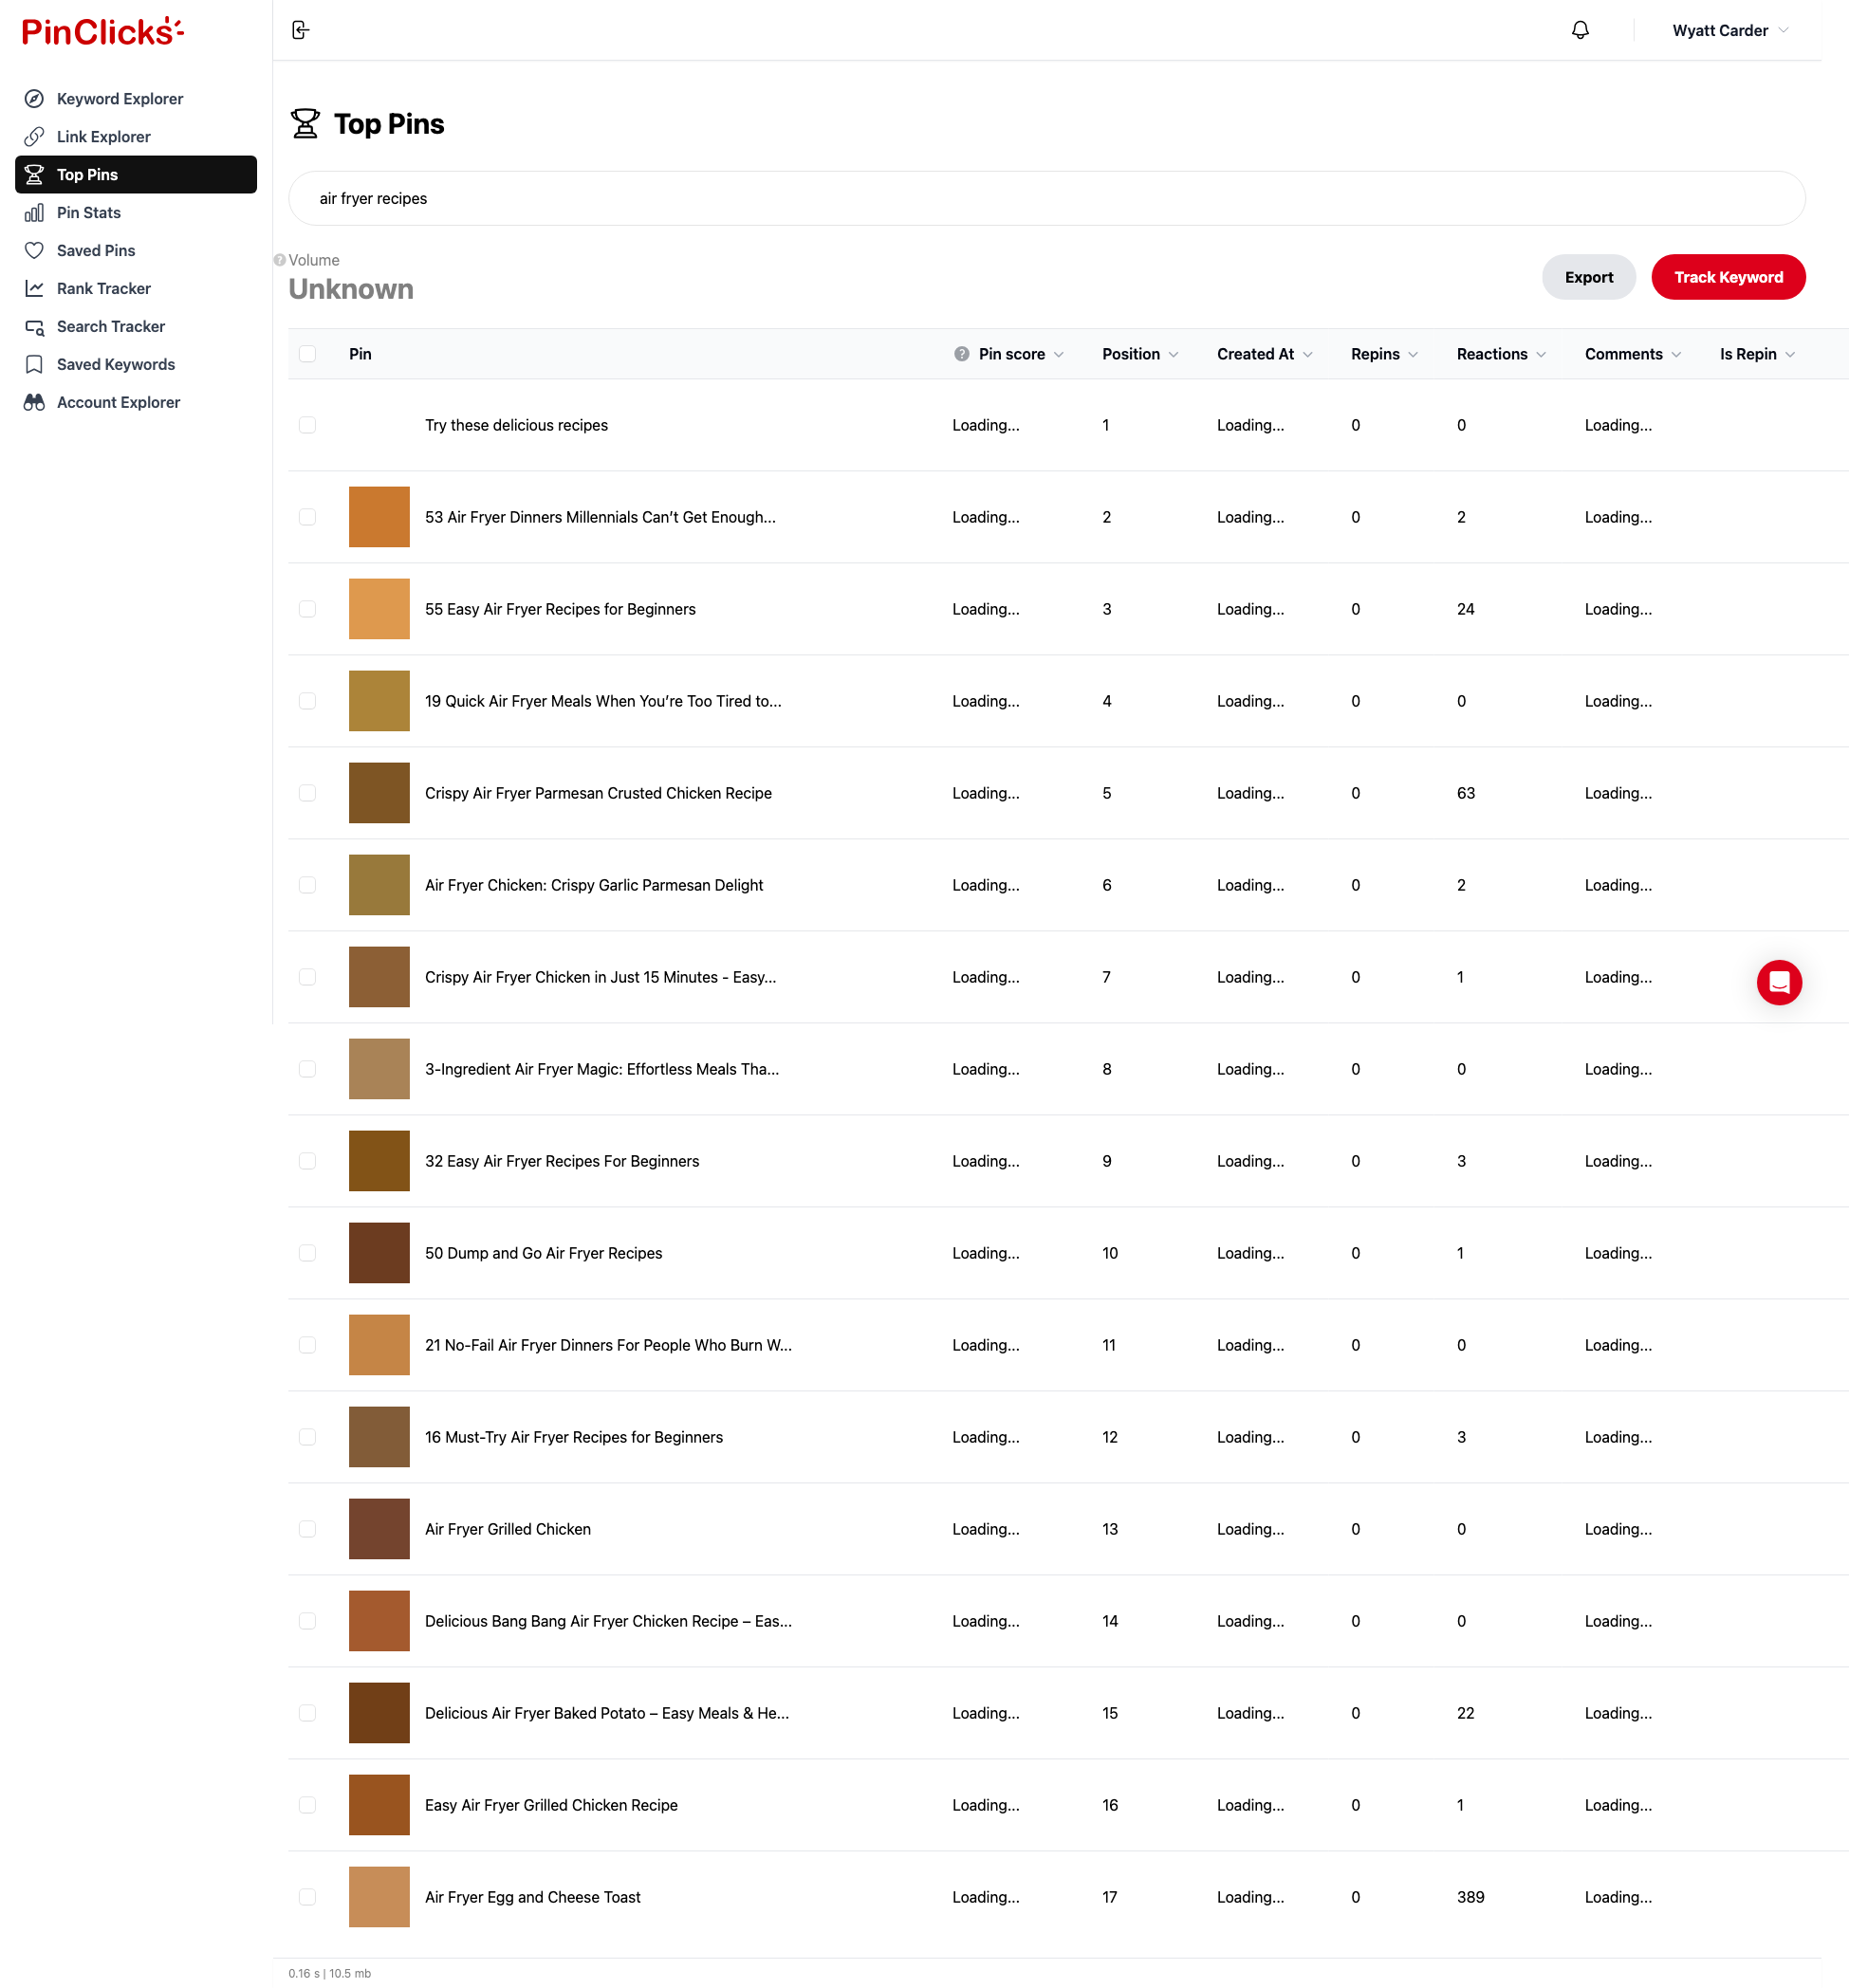 PinClicks
Wyatt Carder
Keyword Explorer
Link Explorer
Top Pins
Pin Stats
Saved Pins
Rank Tracker
Search Tracker
Saved Keywords
Account Explorer
Top Pins
air fryer recipes
? Volume
Unknown
Export
Track Keyword
Pin ? Pin score Position Created At Repins Reactions Comments Is Repin
Try these delicious recipes Loading... 1 Loading... 0 0 Loading...
53 Air Fryer Dinners Millennials Can’t Get Enough... Loading... 2 Loading... 0 2 Loading...
55 Easy Air Fryer Recipes for Beginners Loading... 3 Loading... 0 24 Loading...
19 Quick Air Fryer Meals When You’re Too Tired to... Loading... 4 Loading... 0 0 Loading...
Crispy Air Fryer Parmesan Crusted Chicken Recipe Loading... 5 Loading... 0 63 Loading...
Air Fryer Chicken: Crispy Garlic Parmesan Delight Loading... 6 Loading... 0 2 Loading...
Crispy Air Fryer Chicken in Just 15 Minutes - Easy... Loading... 7 Loading... 0 1 Loading...
3-Ingredient Air Fryer Magic: Effortless Meals Tha... Loading... 8 Loading... 0 0 Loading...
32 Easy Air Fryer Recipes For Beginners Loading... 9 Loading... 0 3 Loading...
50 Dump and Go Air Fryer Recipes Loading... 10 Loading... 0 1 Loading...
21 No-Fail Air Fryer Dinners For People Who Burn W... Loading... 11 Loading... 0 0 Loading...
16 Must-Try Air Fryer Recipes for Beginners Loading... 12 Loading... 0 3 Loading...
Air Fryer Grilled Chicken Loading... 13 Loading... 0 0 Loading...
Delicious Bang Bang Air Fryer Chicken Recipe – Eas... Loading... 14 Loading... 0 0 Loading...
Delicious Air Fryer Baked Potato – Easy Meals & He... Loading... 15 Loading... 0 22 Loading...
Easy Air Fryer Grilled Chicken Recipe Loading... 16 Loading... 0 1 Loading...
Air Fryer Egg and Cheese Toast Loading... 17 Loading... 0 389 Loading...
0.16 s | 10.5 mb